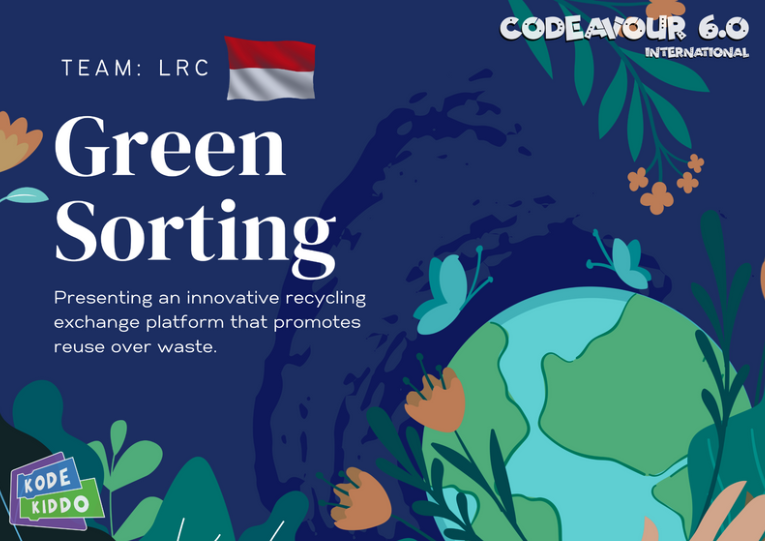 CODEAVOUR 6.0
INTERNATIONAL
TEAM: LRC
Green
Sorting
Presenting an innovative recycling
exchange platform that promotes
reuse over waste.
KODE
KIDDO